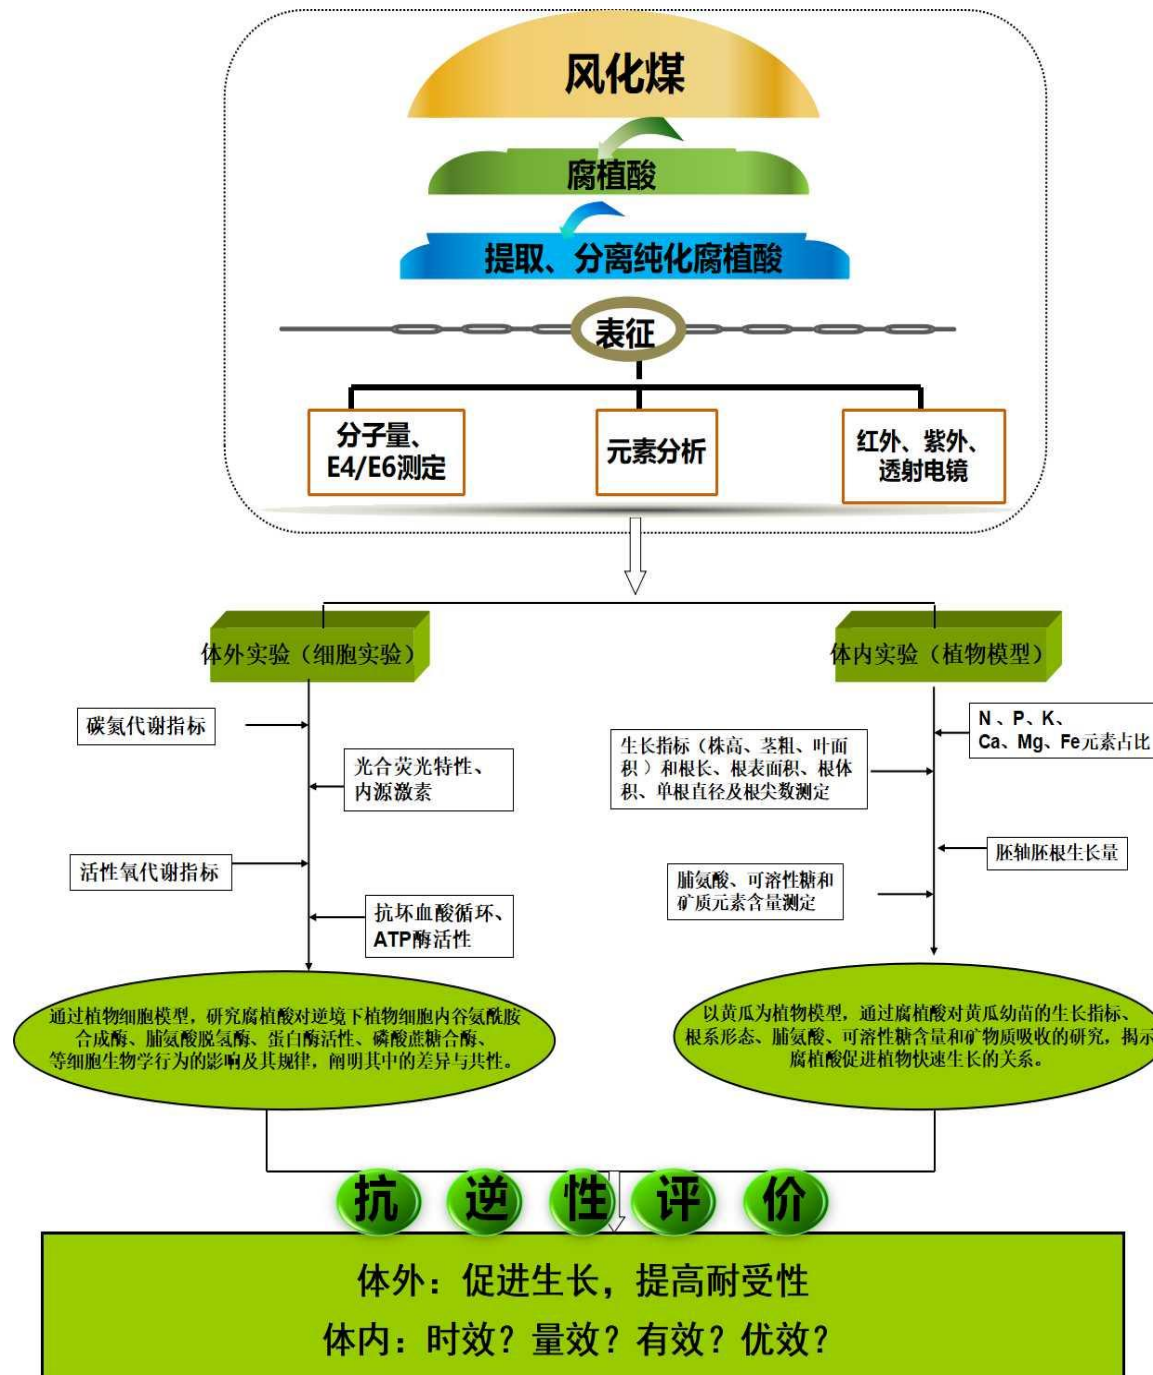 风化煤
腐植酸
提取、分离纯化腐植酸
表征
分子量、
E4/E6测定
元素分析
红外、紫外、
透射电镜
体外实验（细胞实验）
碳氮代谢指标
光合荧光特性、
内源激素
活性氧代谢指标
抗坏血酸循环、
ATP酶活性
通过植物细胞模型，研究腐植酸对逆境下植物细胞内谷氨酰胺
合成酶、脯氨酸脱氢酶、蛋白酶活性、磷酸蔗糖合酶、
等细胞生物学行为的影响及其规律，阐明其中的差异与共性。
体内实验（植物模型）
N 、P、K、
Ca、Mg、Fe元素占比
生长指标（株高、茎粗、叶面
积 ）和根长、根表面积、根体
积、单根直径及根尖数测定
胚轴胚根生长量
脯氨酸、可溶性糖和
矿质元素含量测定
以黄瓜为植物模型，通过腐植酸对黄瓜幼苗的生长指标、
根系形态、脯氨酸、可溶性糖含量和矿物质吸收的研究，揭示
腐植酸促进植物快速生长的关系。
抗逆性评价
体外：促进生长，提高耐受性
体内：时效？量效？有效？优效？